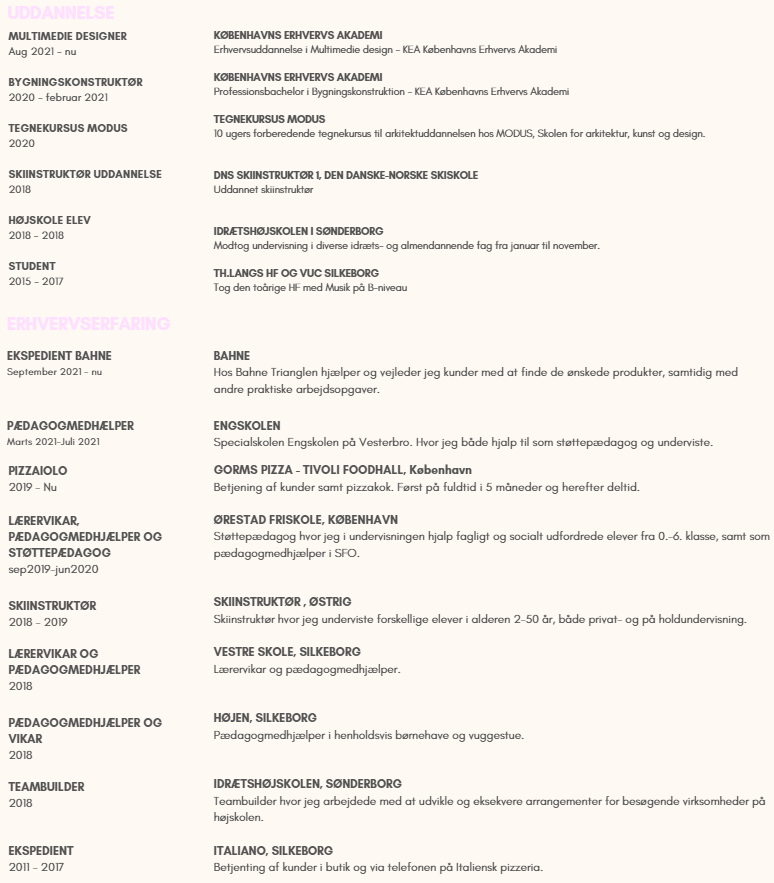 UDDANNELSE
MULTIMEDIE DESIGNER
Aug 2021 - nu
KØBENHAVNS ERHVERVS AKADEMI
Erhvervsuddannelse i Multimedie design - KEA Københavns Erhvervs Akademi
BYGNINGSKONSTRUKTØR
2020 - februar 2021
KØBENHAVNS ERHVERVS AKADEMI
Professionsbachelor i Bygningskonstruktion - KEA Københavns Erhvervs Akademi
TEGNEKURSUS MODUS
2020
TEGNEKURSUS MODUS
10 ugers forberedende tegnekursus til arkitektuddannelsen hos MODUS, Skolen for arkitektur, kunst og design.
SKIINSTRUKTØR UDDANNELSE
2018
DNS SKIINSTRUKTØR 1, DEN DANSKE-NORSKE SKISKOLE
Uddannet skiinstruktør
HØJSKOLE ELEV
2018 - 2018
IDRÆTSHØJSKOLEN I SØNDERBORG
Modtog undervisning i diverse idræts- og almendannende fag fra januar til november.
STUDENT
2015 - 2017
TH.LANGS HF OG VUC SILKEBORG
Tog den toårige HF med Musik på B-niveau
ERHVERVSERFARING
EKSPEDIENT BAHNE
September 2021 - nu
BAHNE
Hos Bahne Trianglen hjælper og vejleder jeg kunder med at finde de ønskede produkter, samtidig med
andre praktiske arbejdsopgaver.
PÆDAGOGMEDHÆLPER
Marts 2021-Juli 2021
ENGSKOLEN
Specialskolen Engskolen på Vesterbro. Hvor jeg både hjalp til som støttepædagog og underviste.
PIZZAIOLO
2019 - Nu
GORMS PIZZA - TIVOLI FOODHALL, København
Betjening af kunder samt pizzakok. Først på fuldtid i 5 måneder og herefter deltid.
LÆRERVIKAR,
PÆDAGOGMEDHJÆLPER OG
STØTTEPÆDAGOG
sep2019-jun2020
ØRESTAD FRISKOLE, KØBENHAVN
Støttepædagog hvor jeg i undervisningen hjalp fagligt og socialt udfordrede elever fra 0.-6. klasse, samt som
pædagogmedhjælper i SFO.
SKIINSTRUKTØR
2018 - 2019
SKIINSTRUKTØR , ØSTRIG
Skiinstruktør hvor jeg underviste forskellige elever i alderen 2-50 år, både privat- og på holdundervisning.
LÆRERVIKAR OG
PÆDAGOGMEDHJÆLPER
2018
VESTRE SKOLE, SILKEBORG
Lærervikar og pædagogmedhjælper.
PÆDAGOGMEDHJÆLPER OG
VIKAR
2018
HØJEN, SILKEBORG
Pædagogmedhjælper i henholdsvis børnehave og vuggestue.
TEAMBUILDER
2018
IDRÆTSHØJSKOLEN, SØNDERBORG
Teambuilder hvor jeg arbejdede med at udvikle og eksekvere arrangementer for besøgende virksomheder på
højskolen.
EKSPEDIENT
2011 - 2017
ITALIANO, SILKEBORG
Betjenting af kunder i butik og via telefonen på Italiensk pizzeria.